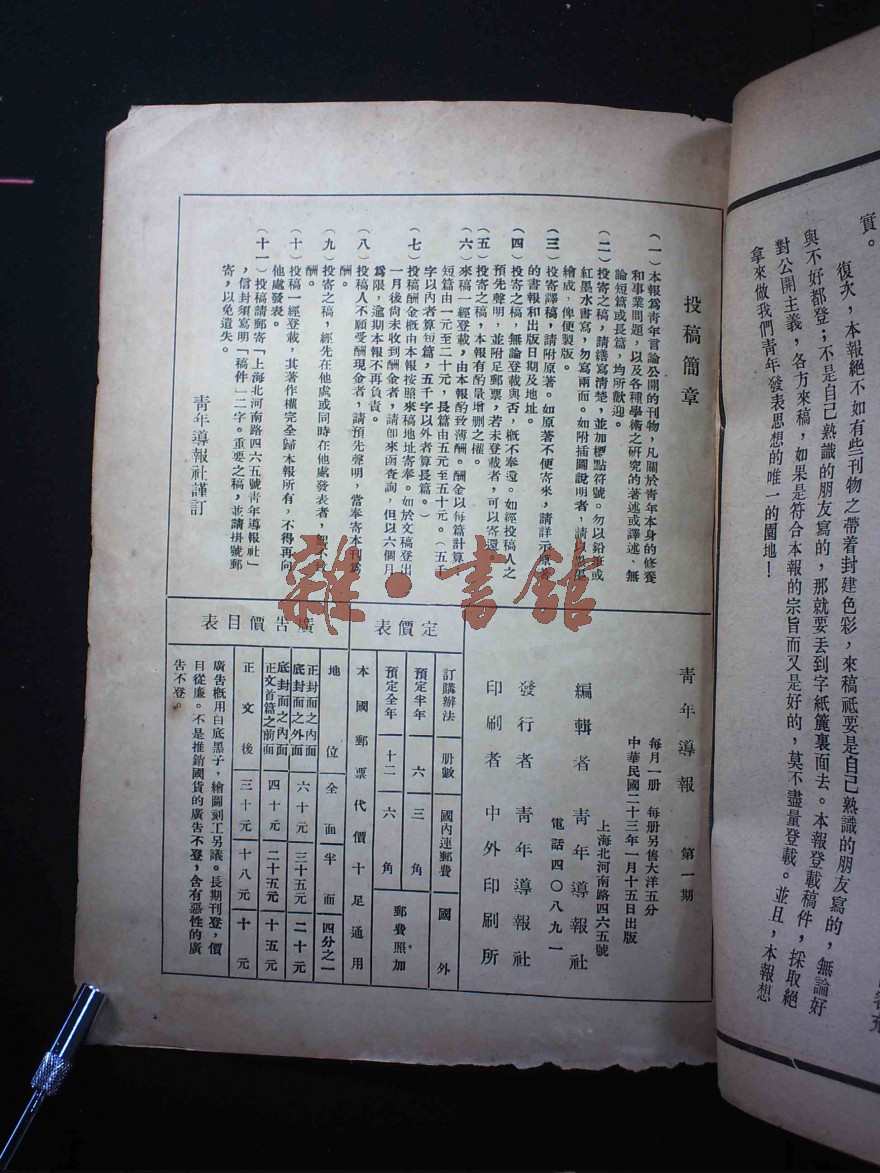 實。
復次，本報絕不如有些刊物之帶着封建色彩，來稿祇要是自己熟識的朋友寫的，無論好
與不好都登；不是自己熟識的朋友寫的，那就要丢到字紙簏裏面去。本報登載稿件，採取絕
對公開主義，各方來稿，如果是符合本報的宗旨而又是好的，莫不盡量登載。並且，本報想
拿來做我們青年發表思想的唯一的園地！
投稿簡章
（一）本報爲青年言論公開的刊物，凡關於青年本身的修養
和事業問題，以及各種學術之硏究的著述或譯述，無
論短篇或長篇，均所歡迎。
（二）投寄之稿，請繕寫清楚，並加標點符號。勿以鉛筆或
紅墨水書寫，勿寫兩面。如附插圖說明者，請以
繪成，俾便製版。
（三）投寄譯稿，請附原著。如原著不便寄來，請詳示原著
的書報和出版日期及地址。
（四）投寄之稿，無論登載與否，概不奉還。如經投稿人之
預先聲明，並附足郵票，若未登載者，可以寄還。
（五）投寄之稿，本報有酌量增删之權。
（六）來稿一經登載，由本報酌致薄酬。酬金以每篇計算，
短篇由一元至二十元，長篇由五元至五十元。（五千
字以內者算短篇，五千字以外者算長篇。）
（七）投稿酬金概由本報按照來稿地址寄奉。如於文稿登出
一月後尙未收到酬金者，請卽來函查詢，但以六個月
爲限，逾期本報不再負責。
（八）投稿人不願受酬現金者，請預先聲明，當奉寄本刊爲
酬。
（九）投寄之稿，經先在他處或同時在他處發表者，
酬。
（十）投稿一經登載，其著作權完全歸本報所有，不得再向
他處發表。
（十一）投稿請郵寄「上海北河南路四六五號靑年導報社」
，信封須寫明「稿件」二字。重要之稿，並請掛號郵
寄，以免遺失。
靑年導報社謹訂
靑年導報 第一期
每月一册 每册另售大洋五分
中華民國二十三年一月十五日出版
上海北河南路四六五號
編輯者 靑年導報社
發行者 靑年導報社
電話四〇八九一
印刷者 中外印刷所
定價表
訂購辦法 册數 國內連郵費 國外
預定半年 六 三角 郵費照加
預定全年 十二 六角
本國郵票代價十足通用
廣告價目表
地位 全面 半面 四分之一
正封面之內面
底封面之外面 六十元 三十五元 二十元
底封面之內面
正文首篇之前面 四十元 二十五元 十五元
正文後 三十元 十八元 十元
廣告概用白底黑子，繪圖刻工另議。長期刊登，價
目從廉。不是推銷國貨的廣告不登，含有惡性的廣
告不登。
雜·書館